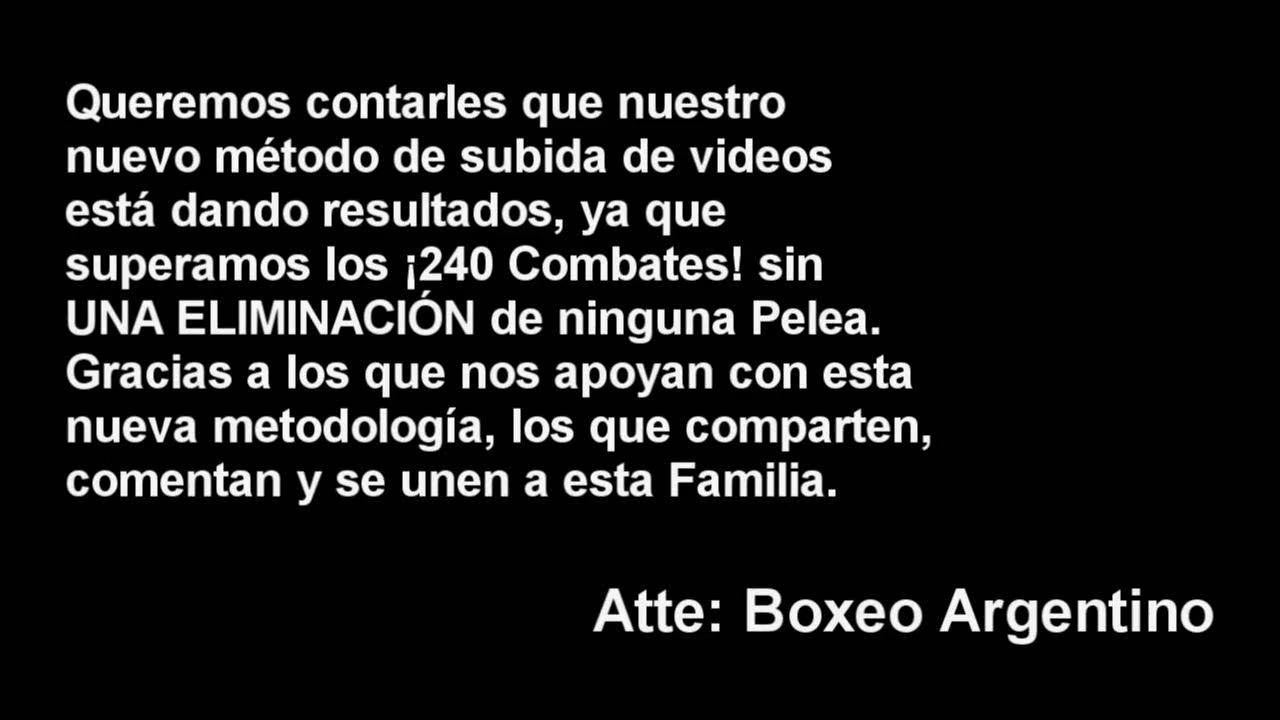 Queremos contarles que nuestro
nuevo método de subida de videos
está dando resultados, ya que
superamos los ¡240 Combates! sin
UNA ELIMINACIÓN de ninguna Pelea.
Gracias a los que nos apoyan con esta
nueva metodología, los que comparten,
comentan y se unen a esta Familia.
Atte: Boxeo Argentino